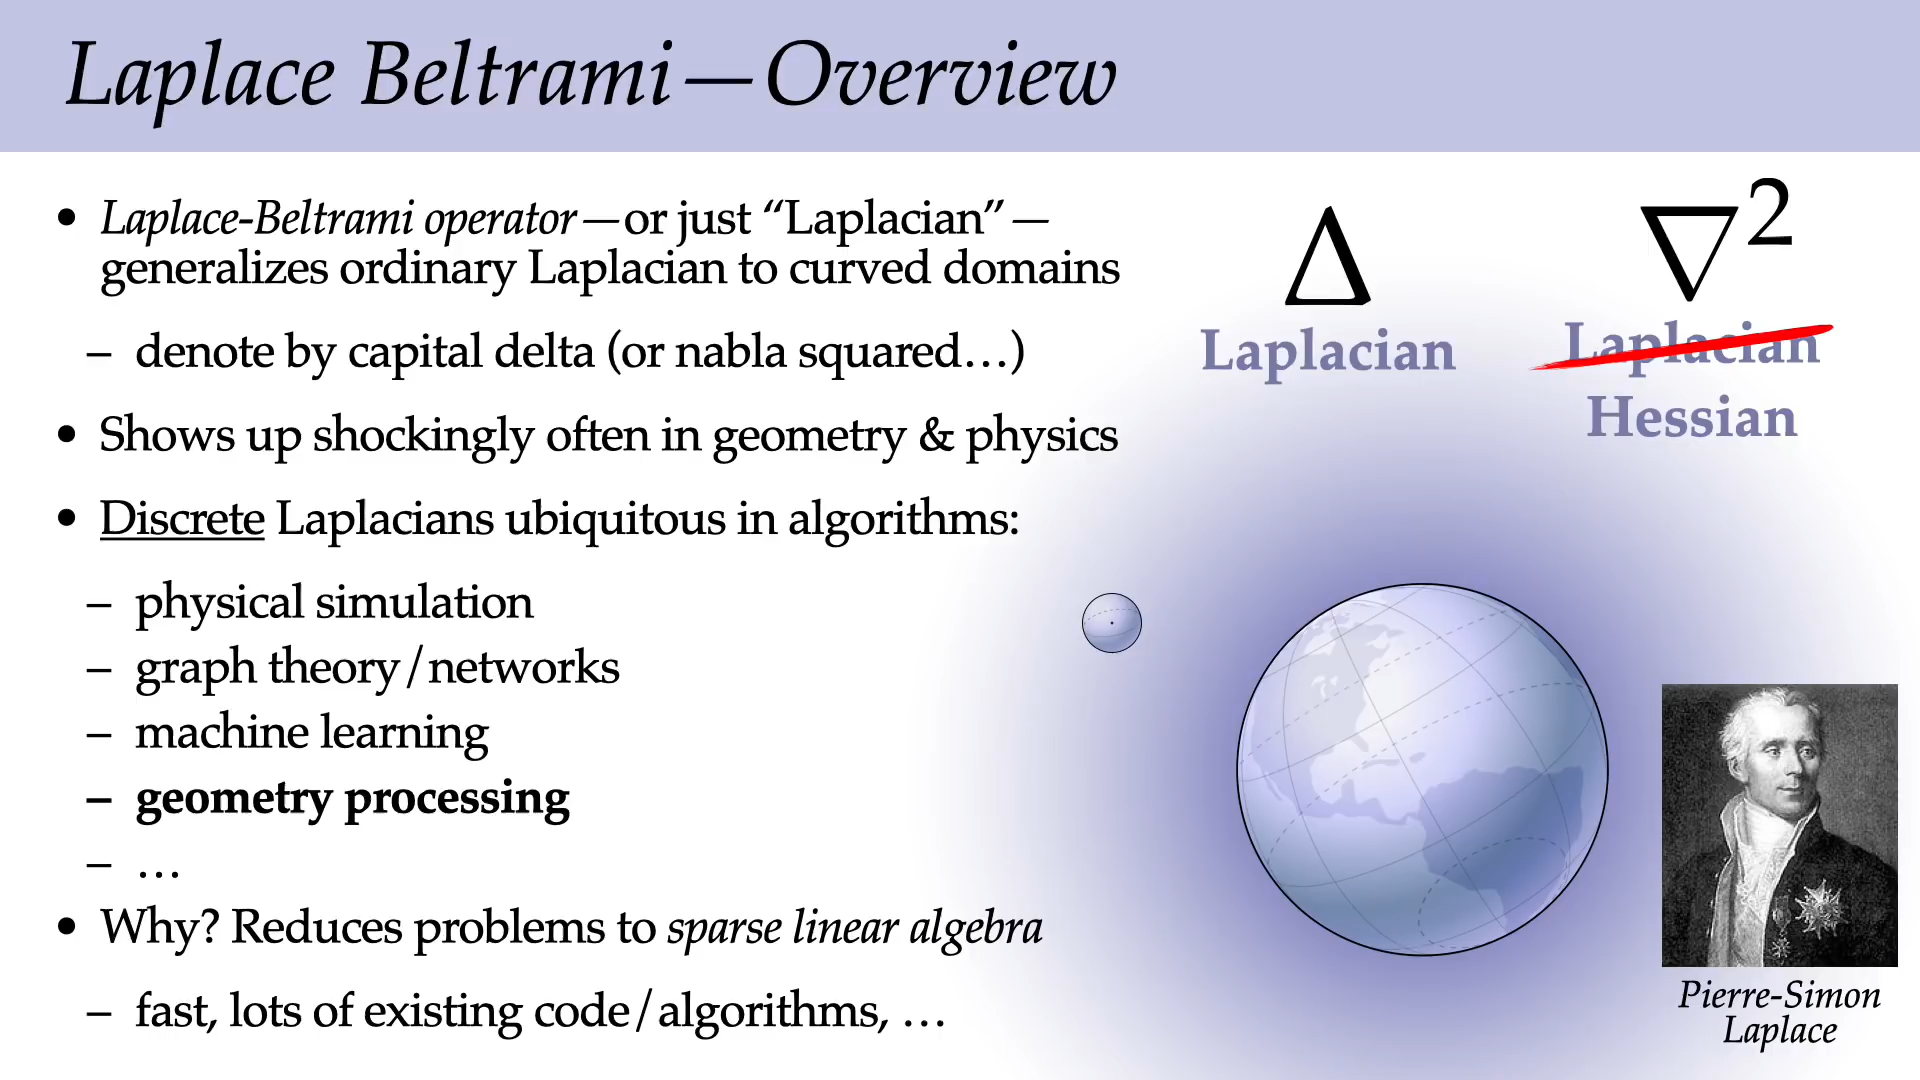 Laplace Beltrami—Overview
• Laplace-Beltrami operator—or just “Laplacian”—
generalizes ordinary Laplacian to curved domains
– denote by capital delta (or nabla squared…)
• Shows up shockingly often in geometry & physics
• Discrete Laplacians ubiquitous in algorithms:
– physical simulation
– graph theory/networks
– machine learning
– geometry processing
– …
• Why? Reduces problems to sparse linear algebra
– fast, lots of existing code/algorithms, …
Δ
Laplacian
∇²
Laplacian
Hessian
Pierre-Simon
Laplace